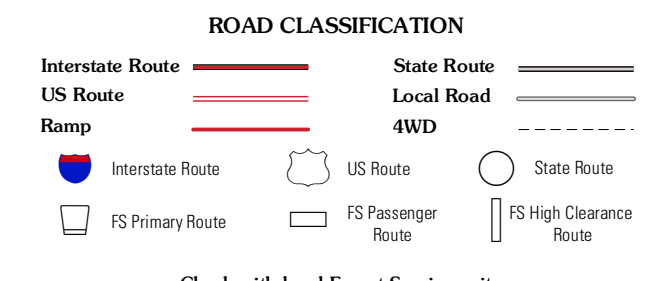 ROAD CLASSIFICATION
Interstate Route State Route
US Route Local Road
Ramp 4WD
Interstate Route US Route State Route
FS Primary Route FS Passenger Route FS High Clearance Route